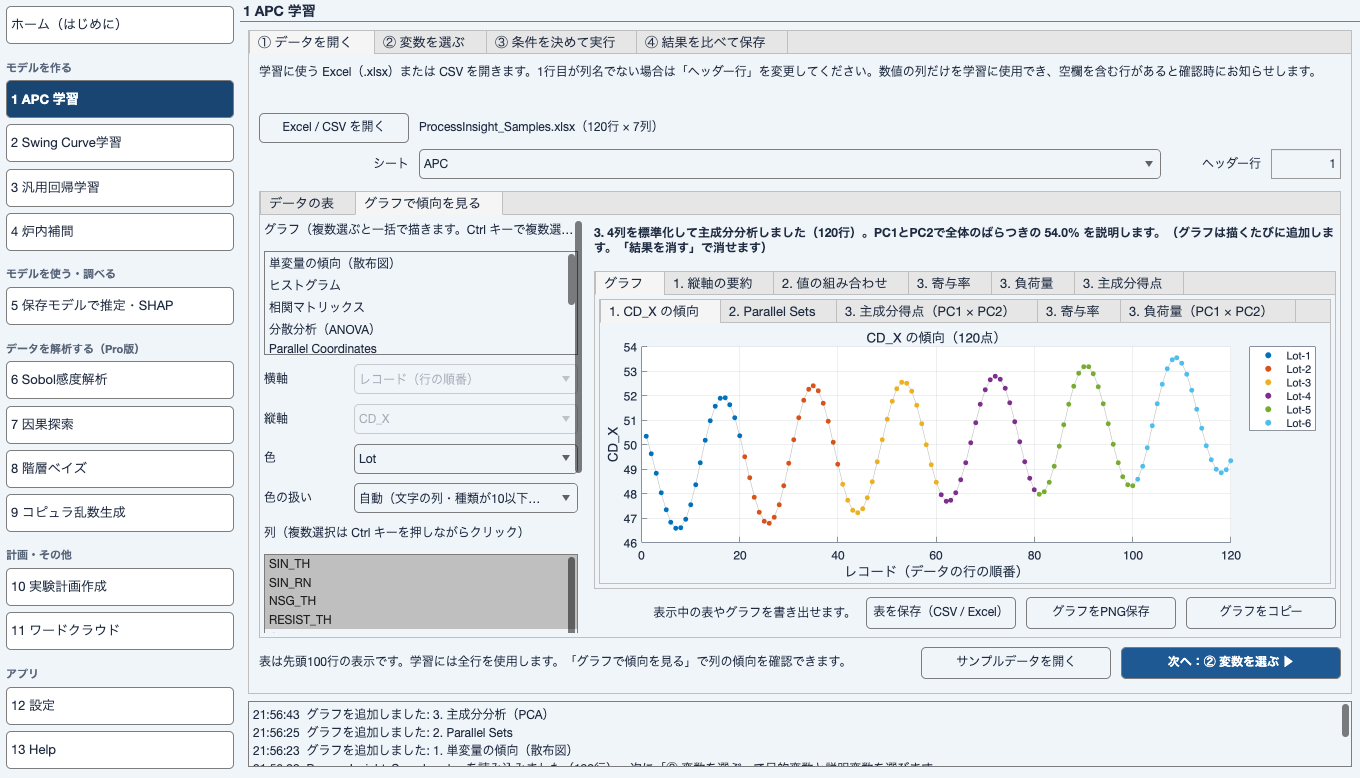 ホーム（はじめに）
モデルを作る
1 APC 学習
2 Swing Curve学習
3 汎用回帰学習
4 炉内補間
モデルを使う・調べる
5 保存モデルで推定・SHAP
データを解析する（Pro版）
6 Sobol感度解析
7 因果探索
8 階層ベイズ
9 コピュラ乱数生成
計画・その他
10 実験計画作成
11 ワードクラウド
アプリ
12 設定
13 Help
1 APC 学習
① データを開く
② 変数を選ぶ
③ 条件を決めて実行
④ 結果を比べて保存
学習に使う Excel（.xlsx）または CSV を開きます。1行目が列名でない場合は「ヘッダー行」を変更してください。数値の列だけを学習に使用でき、空欄を含む行があると確認時にお知らせします。
Excel / CSV を開く
ProcessInsight_Samples.xlsx（120行 × 7列）
シート
APC
ヘッダー行
1
データの表
グラフで傾向を見る
グラフ（複数選ぶと一括で描きます。Ctrl キーで複数選...
単変量の傾向（散布図）
ヒストグラム
相関マトリックス
分散分析（ANOVA）
Parallel Coordinates
横軸
レコード（行の順番）
縦軸
CD_X
色
Lot
色の扱い
自動（文字の列・種類が10以下...
列（複数選択は Ctrl キーを押しながらクリック）
SIN_TH
SIN_RN
NSG_TH
RESIST_TH
3. 4列を標準化して主成分分析しました（120行）。PC1とPC2で全体のばらつきの 54.0% を説明します。（グラフは描くたびに追加しま
す。「結果を消す」で消せます）
グラフ
1. 縦軸の要約
2. 値の組み合わせ
3. 寄与率
3. 負荷量
3. 主成分得点
1. CD_X の傾向
2. Parallel Sets
3. 主成分得点（PC1 × PC2）
3. 寄与率
3. 負荷量（PC1 × PC2）
CD_X の傾向（120点）
54
53
52
51
50
49
48
47
46
CD_X
0
20
40
60
80
100
120
レコード（データの行の順番）
Lot-1
Lot-2
Lot-3
Lot-4
Lot-5
Lot-6
表示中の表やグラフを書き出せます。
表を保存（CSV / Excel）
グラフをPNG保存
グラフをコピー
表は先頭100行の表示です。学習には全行を使用します。「グラフで傾向を見る」で列の傾向を確認できます。
サンプルデータを開く
次へ：② 変数を選ぶ ▶
21:56:43 グラフを追加しました: 3. 主成分分析（PCA）
21:56:25 グラフを追加しました: 2. Parallel Sets
21:56:23 グラフを追加しました: 1. 単変量の傾向（散布図）